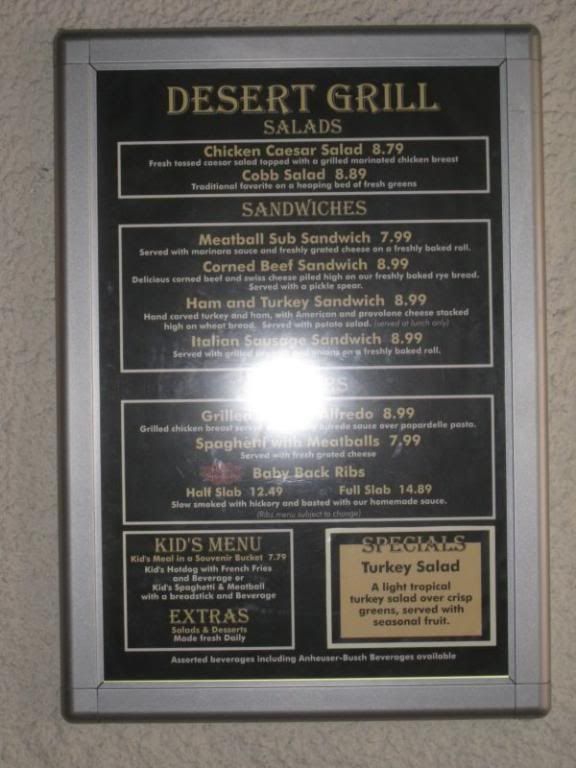 DESERT GRILL
SALADS
Chicken Caesar Salad 8.79
Fresh tossed caesar salad topped with a grilled marinated chicken breast
Cobb Salad 8.89
Traditional favorite on a heaping bed of fresh greens
SANDWICHES
Meatball Sub Sandwich 7.99
Served with marinara sauce and freshly grated cheese on a freshly baked roll.
Corned Beef Sandwich 8.99
Delicious corned beef and swiss cheese piled high on our freshly baked rye bread.
Served with a pickle spear.
Ham and Turkey Sandwich 8.99
Hand carved turkey and ham, with American and provolone cheese stacked
high on wheat bread. Served with potato salad. (served at lunch only)
Italian Sausage Sandwich 8.99
Served with grilled and onions on a freshly baked roll.
Grilled Alfredo 8.99
Grilled chicken breast served alfredo sauce over papardelle pasta.
Spaghetti with Meatballs 7.99
Served with fresh grated cheese
Baby Back Ribs
Half Slab 12.49 Full Slab 14.89
Slow smoked with hickory and basted with our homemade sauce.
(Ribs menu subject to change)
KID'S MENU
Kid's Meal in a Souvenir Bucket 7.79
Kid's Hotdog with French Fries
and Beverage or
Kid's Spaghetti & Meatball
with a breadstick and Beverage
EXTRAS
Salads & Desserts
Made fresh Daily
SPECIALS
Turkey Salad
A light tropical
turkey salad over crisp
greens, served with
seasonal fruit.
Assorted beverages including Anheuser-Busch Beverages available